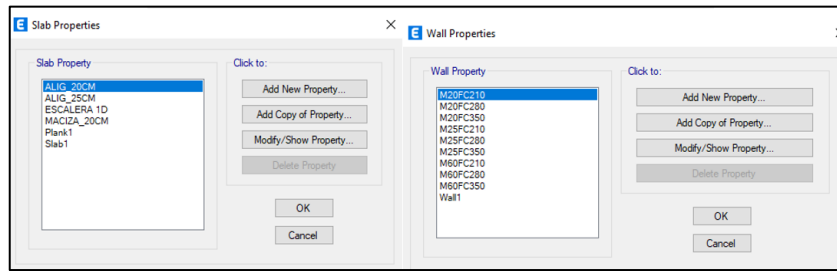 E Slab Properties
Slab Property
ALIG_20CM
ALIG_25CM
ESCALERA 1D
MACIZA_20CM
Plank1
Slab1
Click to:
Add New Property...
Add Copy of Property...
Modify/Show Property...
Delete Property
OK
Cancel
E Wall Properties
Wall Property
M20FC210
M20FC280
M20FC350
M25FC210
M25FC280
M25FC350
M60FC210
M60FC280
M60FC350
Wall1
Click to:
Add New Property...
Add Copy of Property...
Modify/Show Property...
Delete Property
OK
Cancel